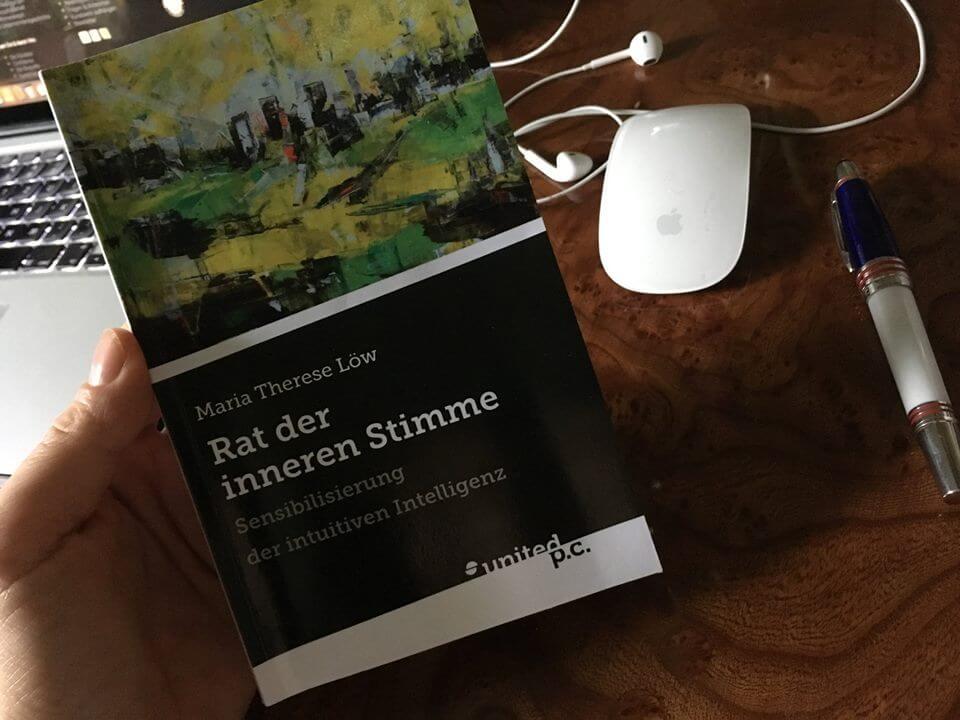 Maria Therese Löw
Rat der
inneren Stimme
Sensibilisierung
der intuitiven Intelligenz
united
p.c.